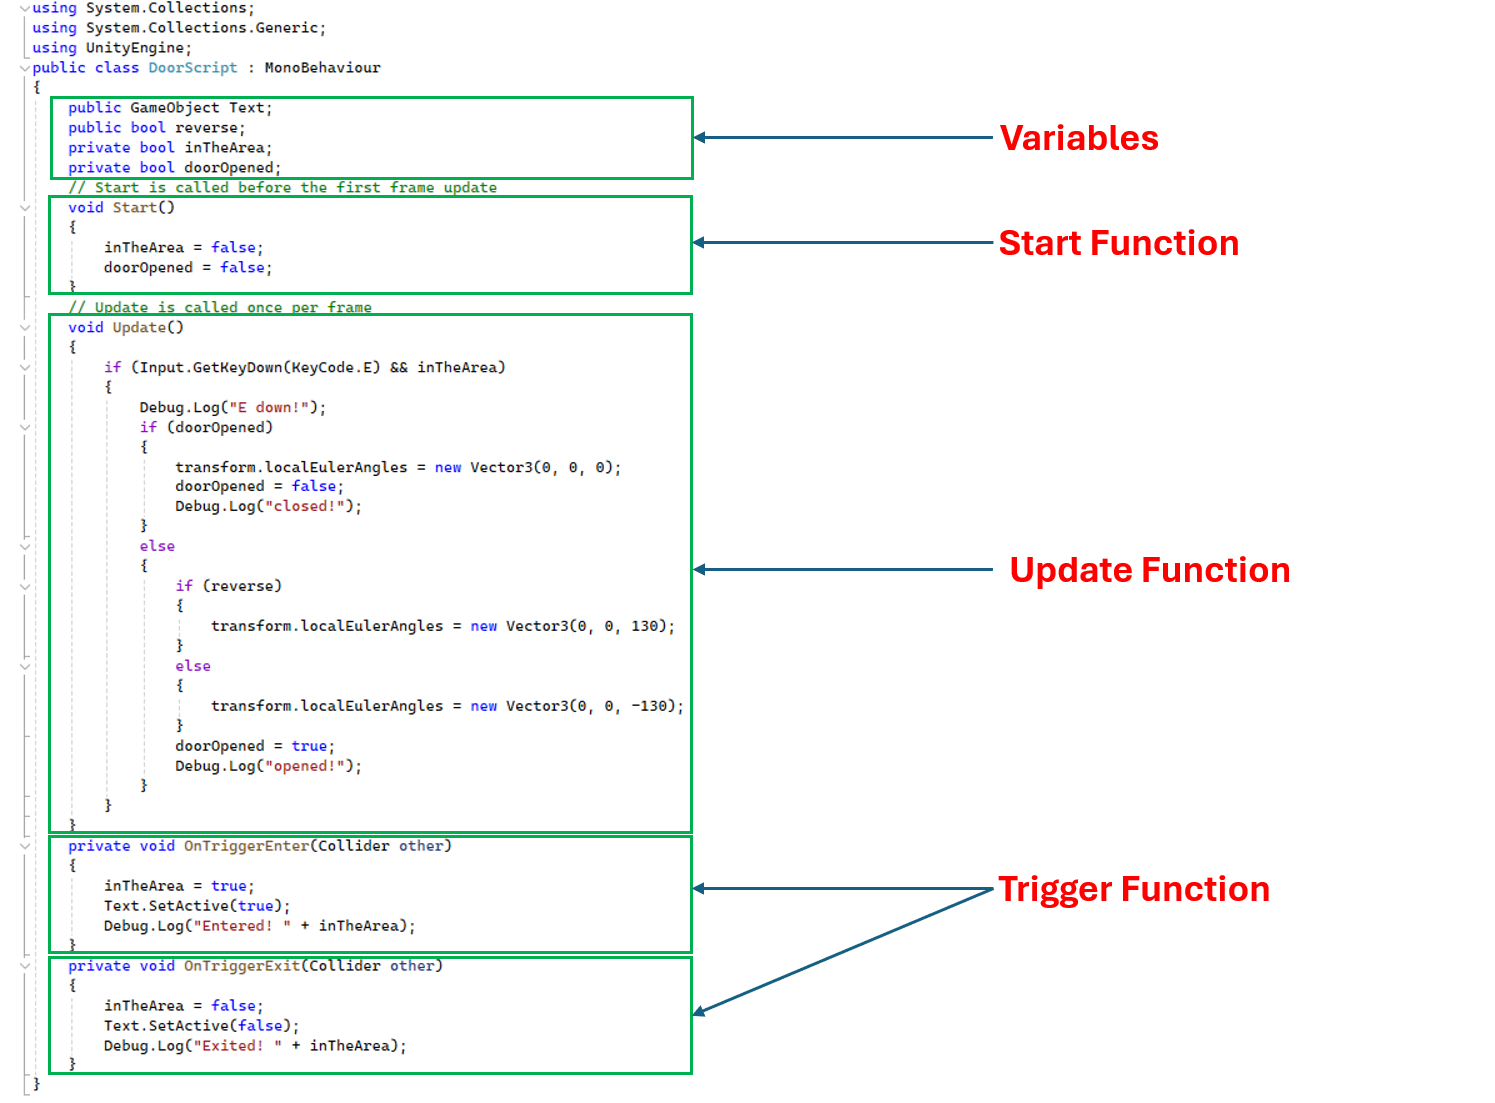 using System.Collections;
using System.Collections.Generic;
using UnityEngine;
public class DoorScript : MonoBehaviour
{
public GameObject Text;
public bool reverse;
private bool inTheArea;
private bool doorOpened;
Variables
// Start is called before the first frame update
void Start()
{
inTheArea = false;
doorOpened = false;
}
Start Function
// Update is called once per frame
void Update()
{
if (Input.GetKeyDown(KeyCode.E) && inTheArea)
{
Debug.Log("E down!");
if (doorOpened)
{
transform.localEulerAngles = new Vector3(0, 0, 0);
doorOpened = false;
Debug.Log("closed!");
}
else
{
if (reverse)
{
transform.localEulerAngles = new Vector3(0, 0, 130);
}
else
{
transform.localEulerAngles = new Vector3(0, 0, -130);
}
doorOpened = true;
Debug.Log("opened!");
}
}
}
Update Function
private void OnTriggerEnter(Collider other)
{
inTheArea = true;
Text.SetActive(true);
Debug.Log("Entered! " + inTheArea);
}
Trigger Function
private void OnTriggerExit(Collider other)
{
inTheArea = false;
Text.SetActive(false);
Debug.Log("Exited! " + inTheArea);
}
}